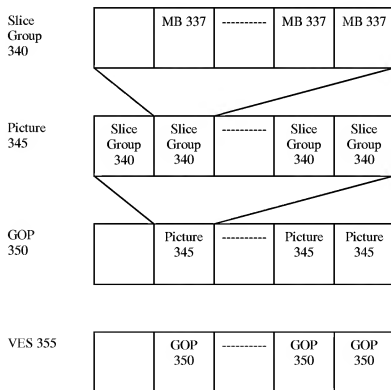 Slice
Group
340
MB 337 ---------- MB 337 MB 337
Picture
345
Slice
Group
340
Slice
Group
340
----------
Slice
Group
340
Slice
Group
340
GOP
350
Picture
345
----------
Picture
345
Picture
345
VES 355
GOP
350
----------
GOP
350
GOP
350